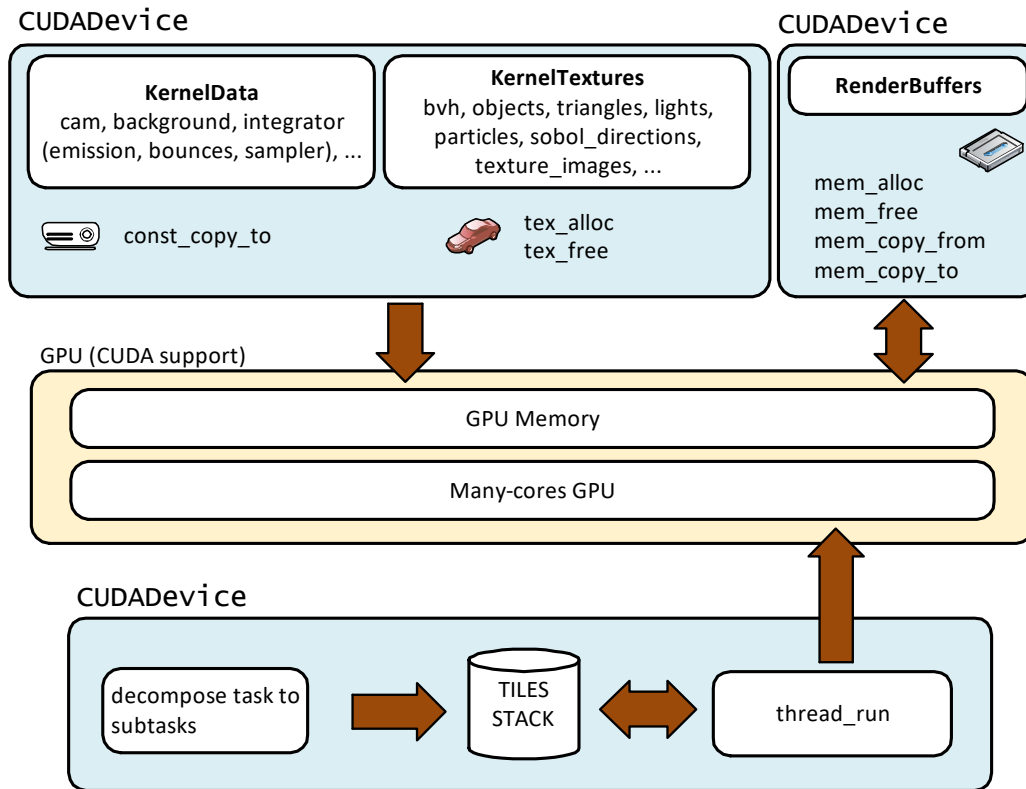 CUDADevice
KernelData
cam, background, integrator
(emission, bounces, sampler), ...
KernelTextures
bvh, objects, triangles, lights,
particles, sobol_directions,
texture_images, ...
const_copy_to
tex_alloc
tex_free
CUDADevice
RenderBuffers
mem_alloc
mem_free
mem_copy_from
mem_copy_to
GPU (CUDA support)
GPU Memory
Many-cores GPU
CUDADevice
decompose task to
subtasks
TILES
STACK
thread_run